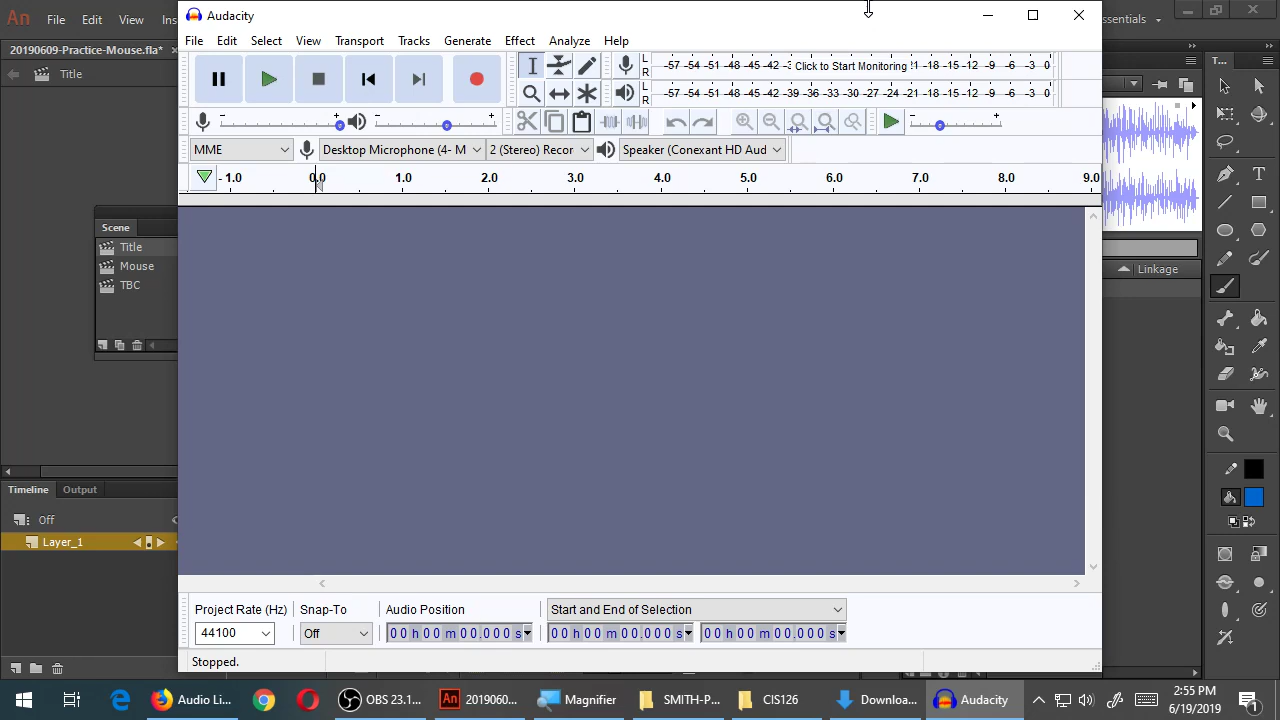 An File Edit View Ins
Audacity
ssentials
20190609-Practice-Mouse.fla*
Title
File Edit Select View Transport Tracks Generate Effect Analyze Help
L
R
-57 -54 -51 -48 -45 -42 Click to Start Monitoring -18 -15 -12 -9 -6 -3 0
L
R
-57 -54 -51 -48 -45 -42 -39 -36 -33 -30 -27 -24 -21 -18 -15 -12 -9 -6 -3 0
T...
MME Desktop Microphone (4- M 2 (Stereo) Recor Speaker (Conexant HD Aud
- 1.0 0.0 1.0 2.0 3.0 4.0 5.0 6.0 7.0 8.0 9.0
Scene
Title
Mouse
TBC
Linkage
Timeline Output
Off
Layer_1
Project Rate (Hz) Snap-To Audio Position Start and End of Selection
44100 Off 00 h 00 m 00.000 s 00 h 00 m 00.000 s 00 h 00 m 00.000 s
Stopped.
Audio Li... OBS 23.1... An 2019060... Magnifier SMITH-P... CIS126 Downloa... Audacity
2:55 PM
6/19/2019
1